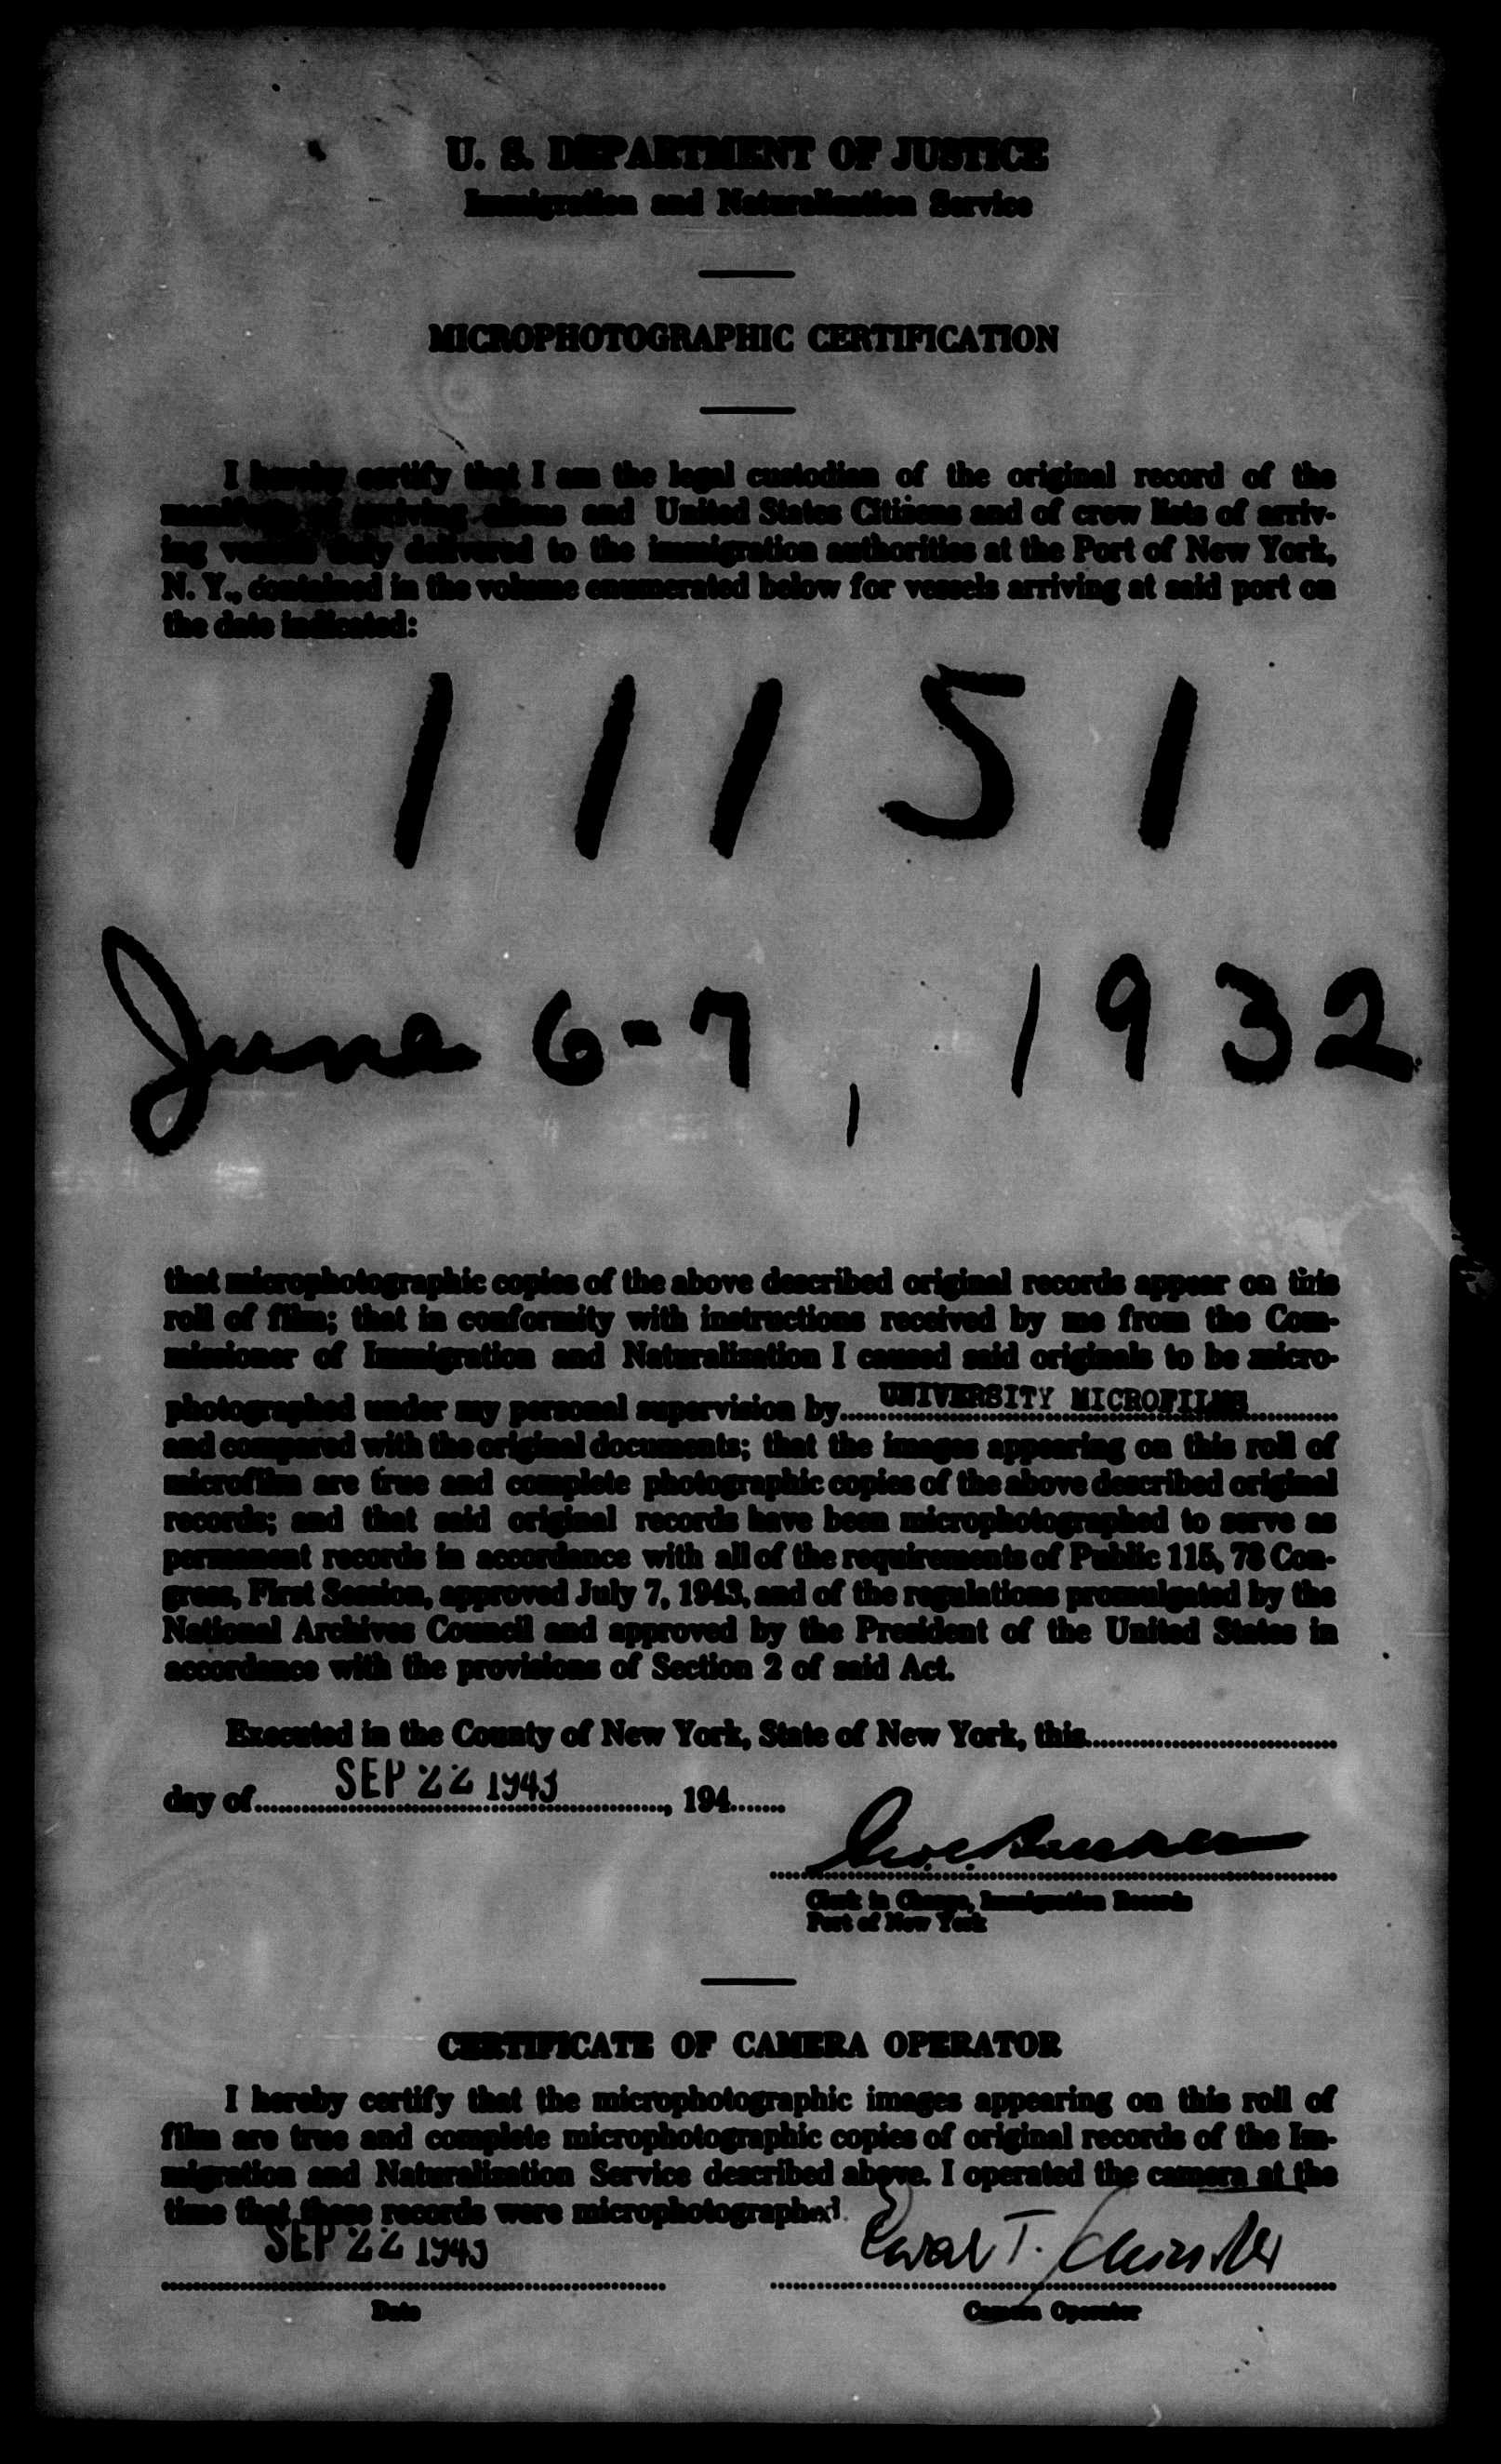 U. S. DEPARTMENT OF JUSTICE
Immigration and Naturalization Service
MICROPHOTOGRAPHIC CERTIFICATION
I hereby certify that I am the legal custodian of the original record of the
manifests of arriving aliens and United States Citizens and of crew lists of arriv-
ing vessels duly delivered to the immigration authorities at the Port of New York,
N. Y., contained in the volume enumerated below for vessels arriving at said port on
the date indicated:
1 1 1 5 1
June 6-7, 1932
that microphotographic copies of the above described original records appear on this
roll of film; that in conformity with instructions received by me from the Com-
missioner of Immigration and Naturalization I caused said originals to be micro-
photographed under my personal supervision by UNIVERSITY MICROFILMS
and compared with the original documents; that the images appearing on this roll of
microfilm are true and complete photographic copies of the above described original
records; and that said original records have been microphotographed to serve as
permanent records in accordance with all of the requirements of Public 115, 78 Con-
gress, First Session, approved July 7, 1943, and of the regulations promulgated by the
National Archives Council and approved by the President of the United States in
accordance with the provisions of Section 2 of said Act.
Executed in the County of New York, State of New York, this
day of SEP 22 1943, 194
Clerk in Charge, Immigration Records
Port of New York
CERTIFICATE OF CAMERA OPERATOR
I hereby certify that the microphotographic images appearing on this roll of
film are true and complete microphotographic copies of original records of the Im-
migration and Naturalization Service described above. I operated the camera at the
time that these records were microphotographed.
SEP 22 1943
Date
Camera Operator